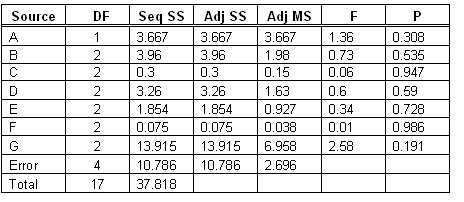 Source DF Seq SS Adj SS Adj MS F P
A 1 3.667 3.667 3.667 1.36 0.308
B 2 3.96 3.96 1.98 0.73 0.535
C 2 0.3 0.3 0.15 0.06 0.947
D 2 3.26 3.26 1.63 0.6 0.59
E 2 1.854 1.854 0.927 0.34 0.728
F 2 0.075 0.075 0.038 0.01 0.986
G 2 13.915 13.915 6.958 2.58 0.191
Error 4 10.786 10.786 2.696
Total 17 37.818